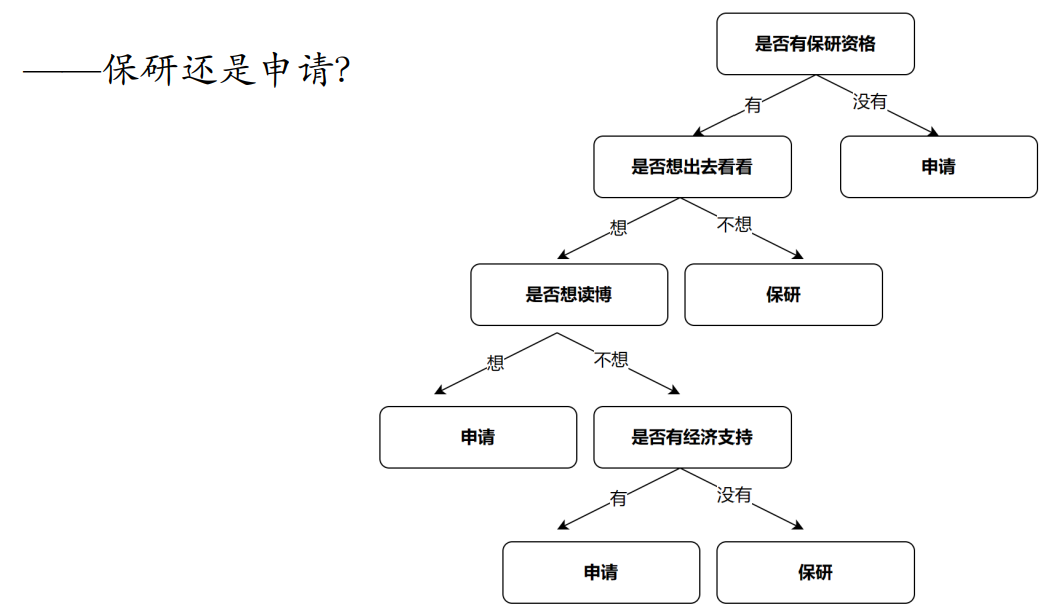 ——保研还是申请?
是否有保研资格
有
没有
是否想出去看看
申请
想
不想
是否想读博
保研
想
不想
申请
是否有经济支持
有
没有
申请
保研